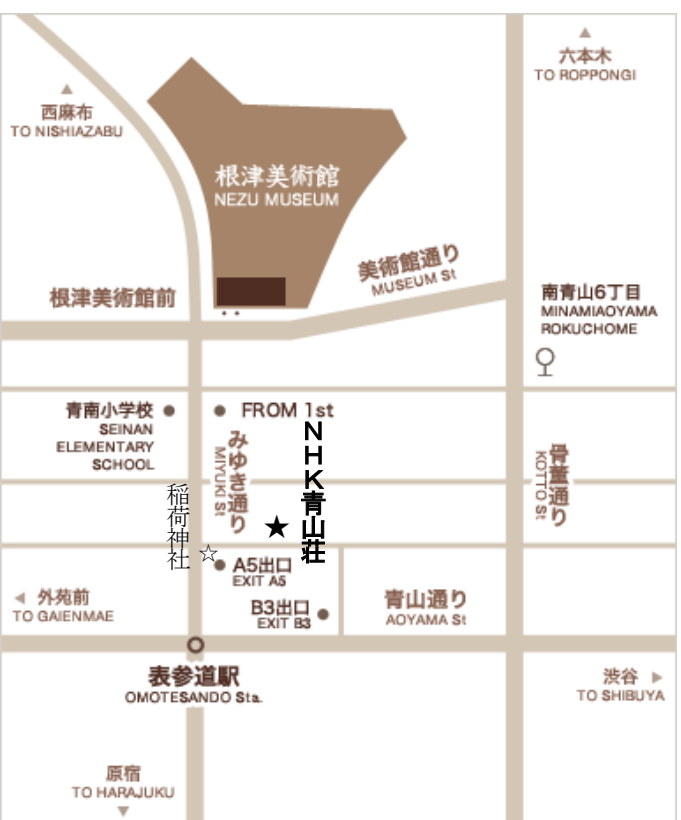 六本木
TO ROPPONGI
西麻布
TO NISHIAZABU
根津美術館
NEZU MUSEUM
美術館通り
MUSEUM St
根津美術館前
南青山6丁目
MINAMIAOYAMA
ROKUCHOME
青南小学校
SEINAN
ELEMENTARY
SCHOOL
FROM 1st
みゆき通り
MIYUKI St
NHK青山荘
骨董通り
KOTTO St
稲荷神社
A5出口
EXIT A5
B3出口
EXIT B3
外苑前
TO GAIENMAE
青山通り
AOYAMA St
表参道駅
OMOTESANDO Sta.
渋谷
TO SHIBUYA
原宿
TO HARAJUKU